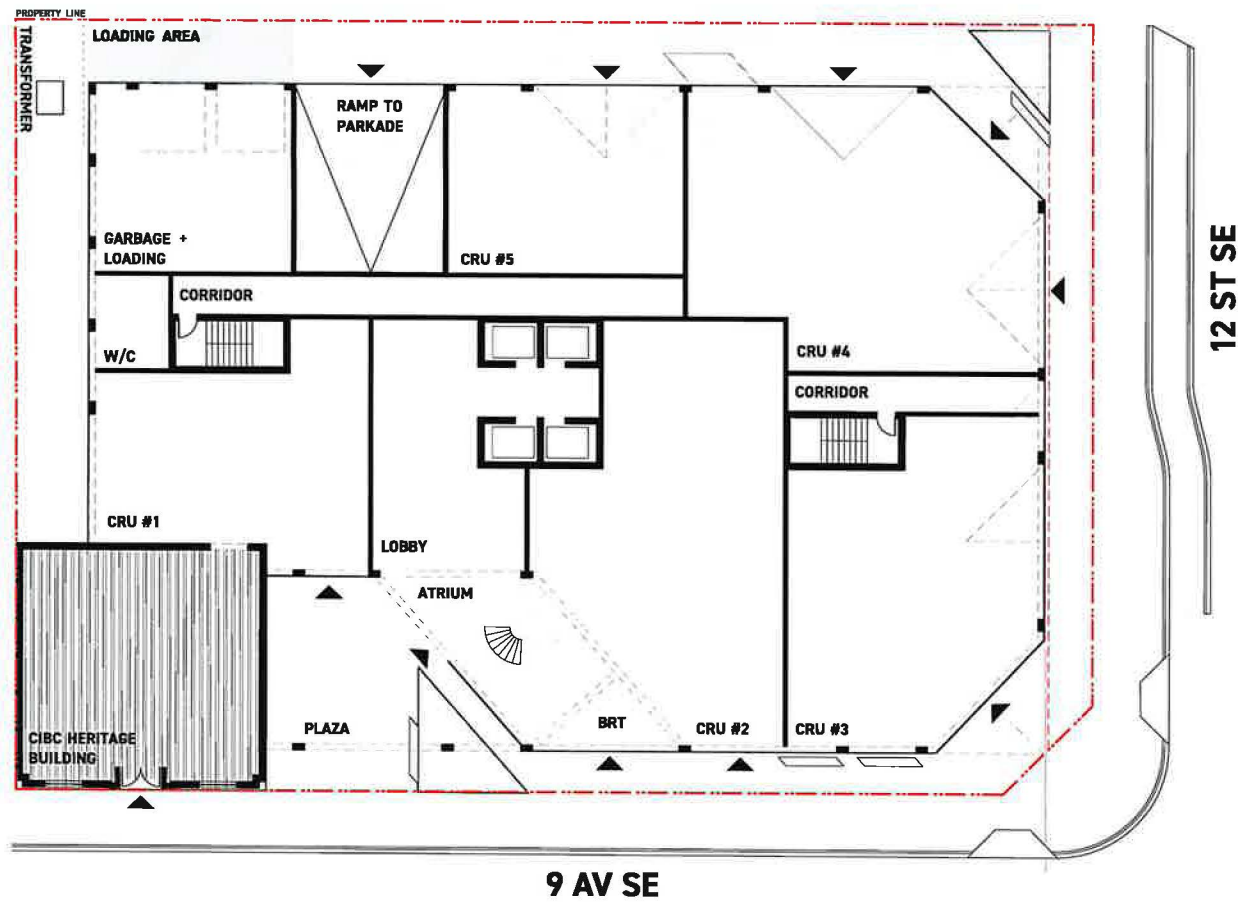 PROPERTY LINE
TRANSFORMER
LOADING AREA
RAMP TO
PARKADE
GARBAGE +
LOADING
CRU #5
CORRIDOR
W/C
CRU #4
CORRIDOR
12 ST SE
CRU #1
LOBBY
ATRIUM
PLAZA
BRT
CRU #2
CRU #3
CIBC HERITAGE
BUILDING
9 AV SE